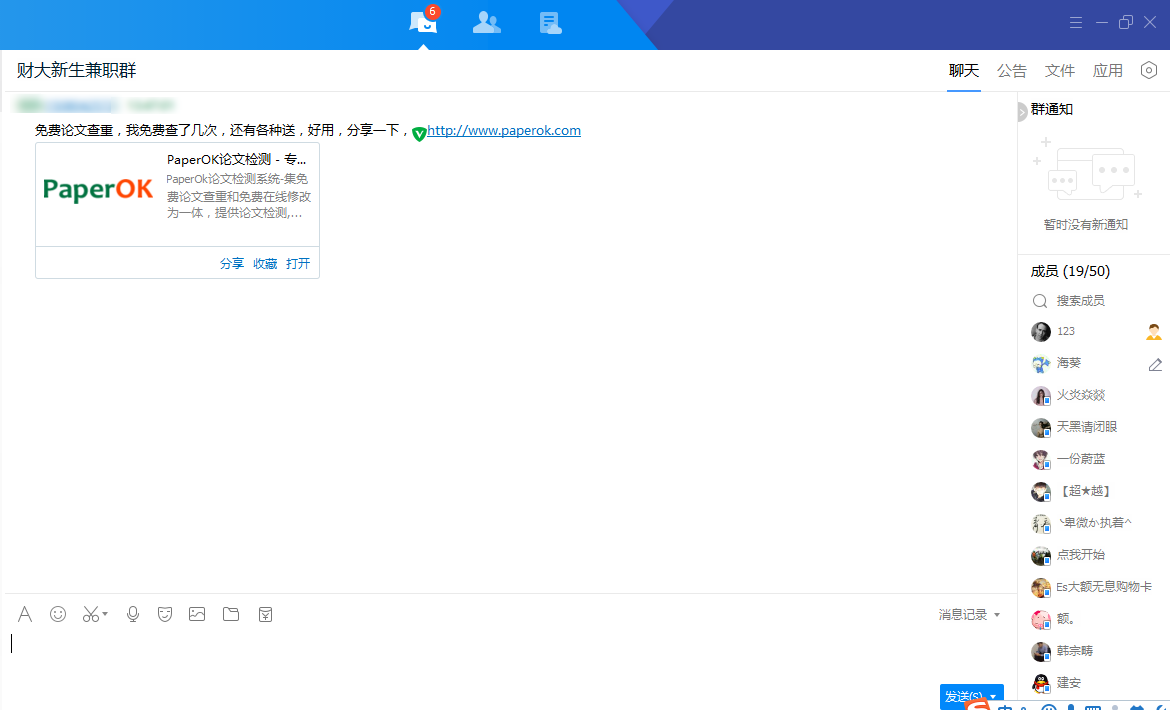 6
财大新生兼职群
聊天 公告 文件 应用
免费论文查重，我免费查了几次，还有各种送，好用，分享一下，http://www.paperok.com
PaperOK
PaperOK论文检测 - 专...
PaperOk论文检测系统-集免
费论文查重和免费在线修改
为一体，提供论文检测,...
分享 收藏 打开
群通知
暂时没有新通知
成员 (19/50)
搜索成员
123
海葵
火炎焱燚
天黑请闭眼
一份蔚蓝
【超★越】
丶卑微か执着^
点我开始
Es大额无息购物卡
额。
韩宗畴
建安
消息记录
发送(S)